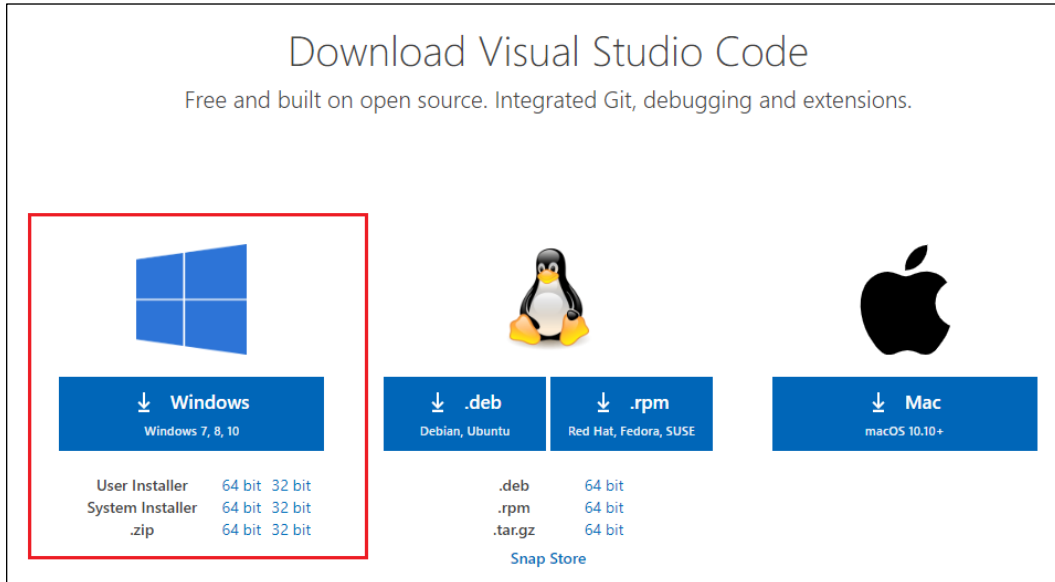 Download Visual Studio Code
Free and built on open source. Integrated Git, debugging and extensions.
Windows
Windows 7, 8, 10
User Installer 64 bit 32 bit
System Installer 64 bit 32 bit
.zip 64 bit 32 bit
.deb
Debian, Ubuntu
.rpm
Red Hat, Fedora, SUSE
.deb 64 bit
.rpm 64 bit
.tar.gz 64 bit
Snap Store
Mac
macOS 10.10+